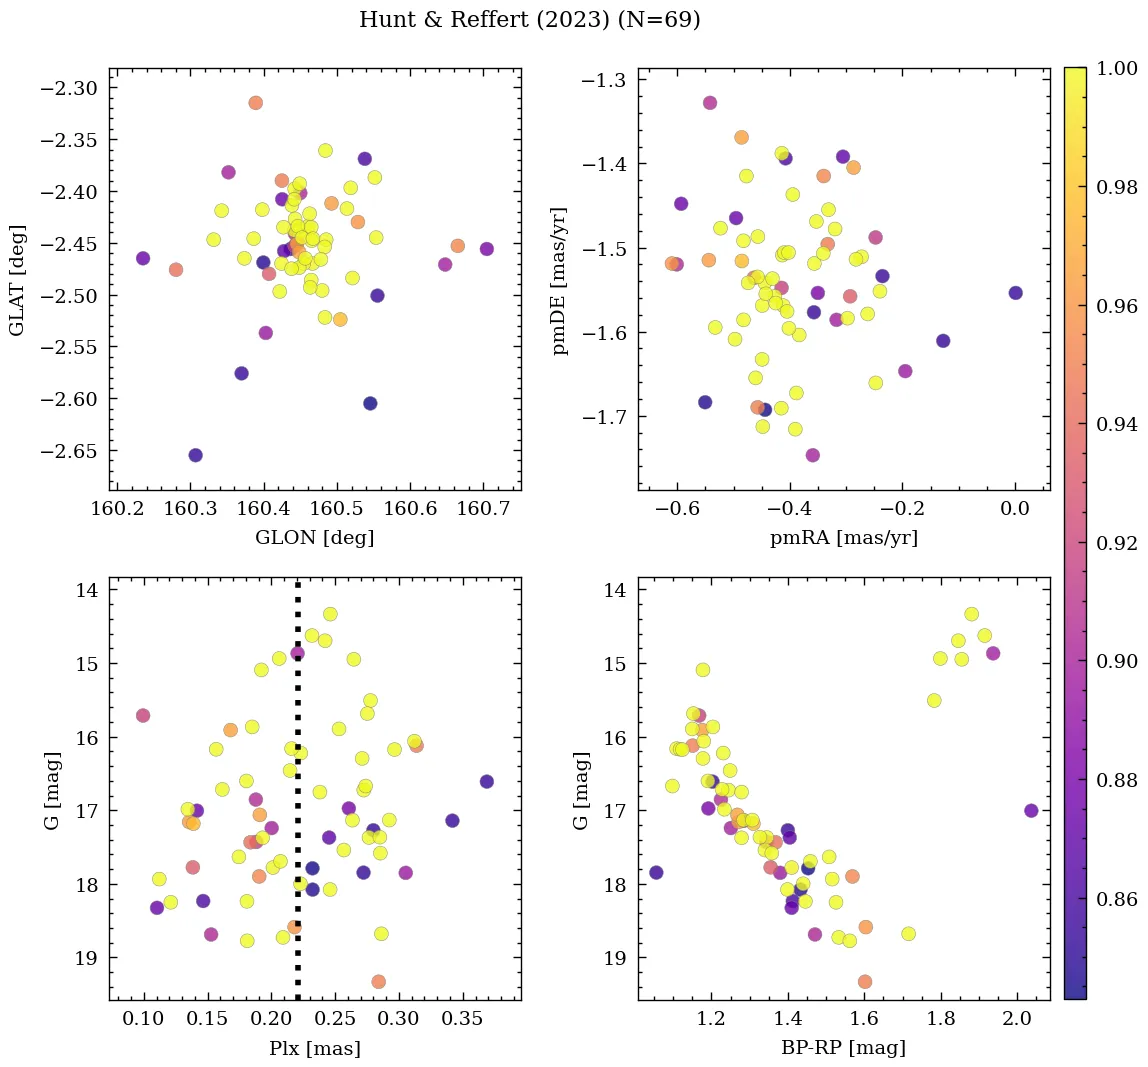 Hunt & Reffert (2023) (N=69)
−2.30
−2.35
−2.40
−2.45
−2.50
−2.55
−2.60
−2.65
GLAT [deg]
160.2 160.3 160.4 160.5 160.6 160.7
GLON [deg]
−1.3
−1.4
−1.5
−1.6
−1.7
pmDE [mas/yr]
−0.6 −0.4 −0.2 0.0
pmRA [mas/yr]
14
15
16
17
18
19
G [mag]
0.10 0.15 0.20 0.25 0.30 0.35
Plx [mas]
14
15
16
17
18
19
G [mag]
1.2 1.4 1.6 1.8 2.0
BP-RP [mag]
1.00
0.98
0.96
0.94
0.92
0.90
0.88
0.86